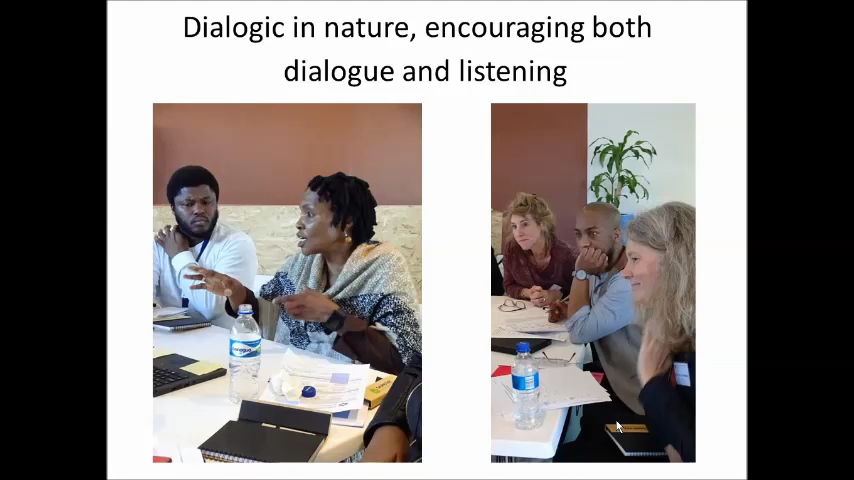 Dialogic in nature, encouraging both
dialogue and listening